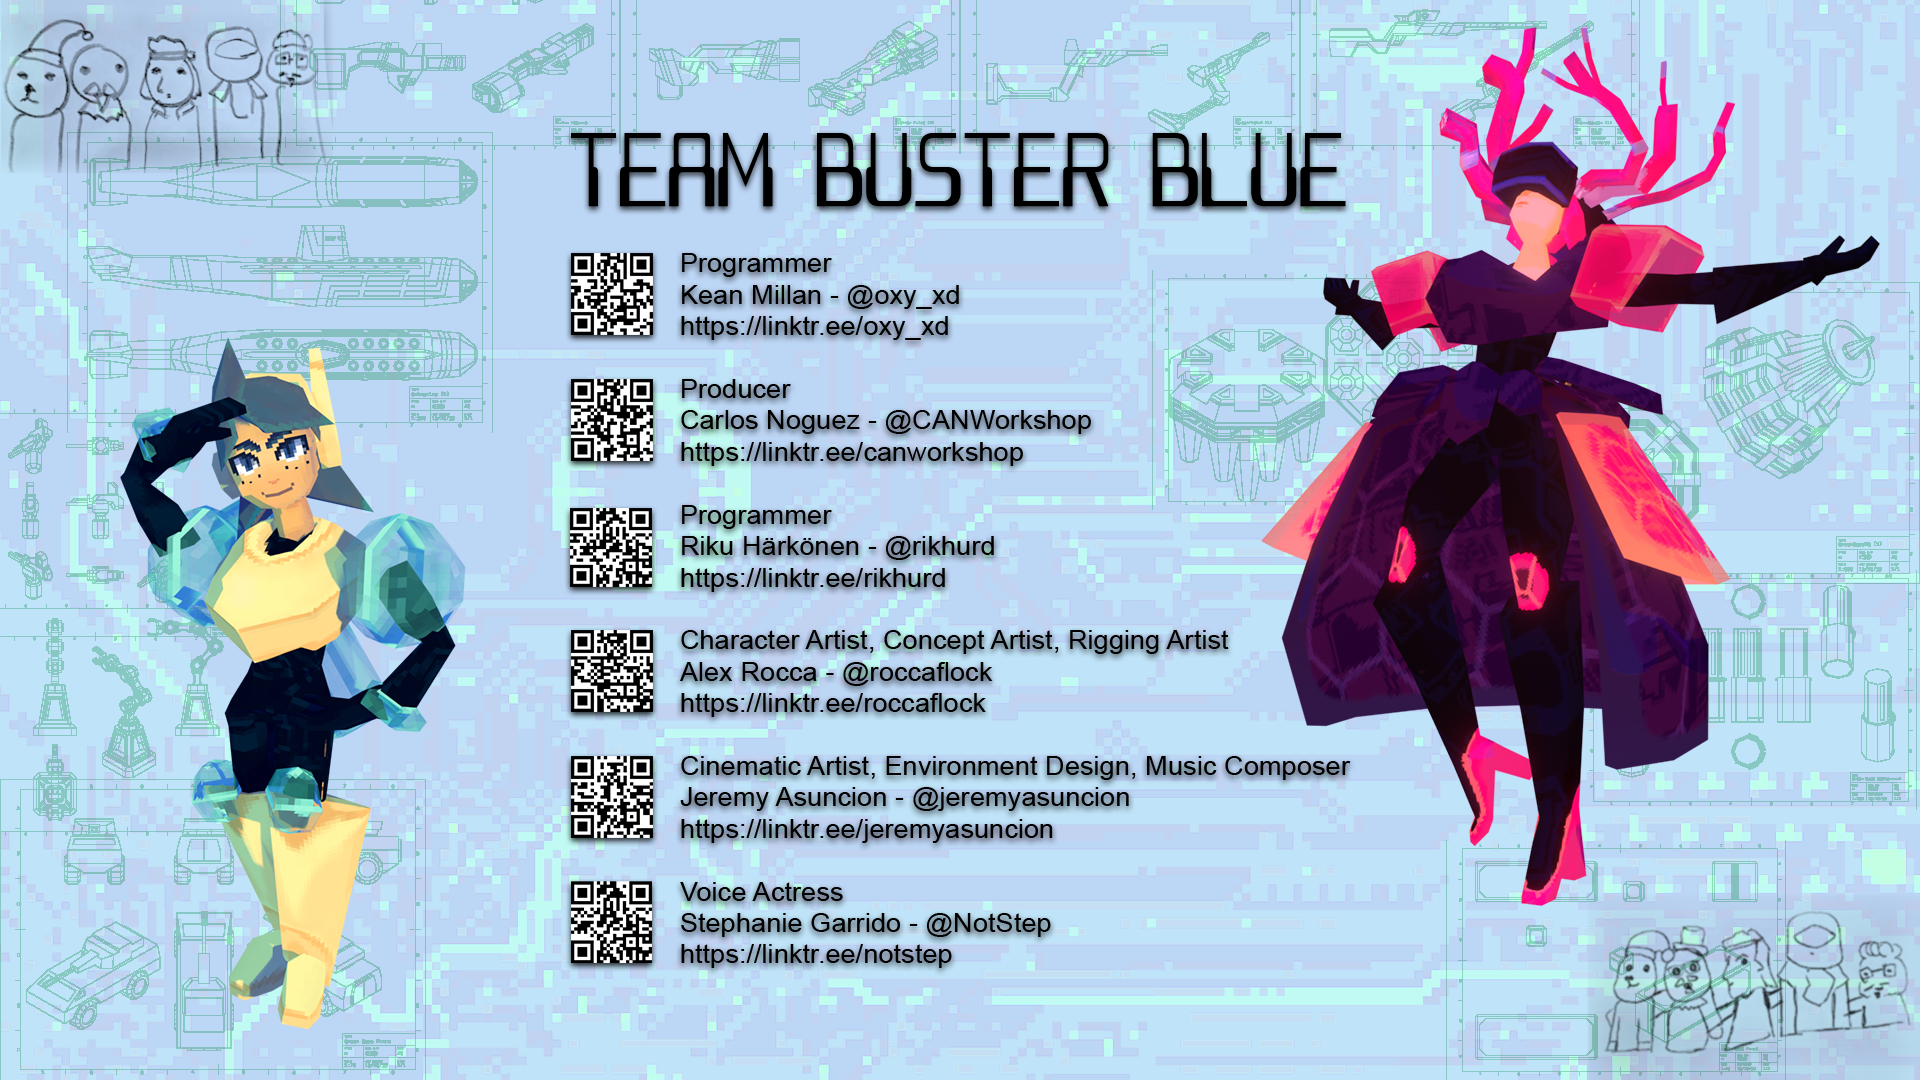 TEAM BUSTER BLUE
Programmer
Kean Millan - @oxy_xd
https://linktr.ee/oxy_xd
Producer
Carlos Noguez - @CANWorkshop
https://linktr.ee/canworkshop
Programmer
Riku Härkönen - @rikhurd
https://linktr.ee/rikhurd
Character Artist, Concept Artist, Rigging Artist
Alex Rocca - @roccaflock
https://linktr.ee/roccaflock
Cinematic Artist, Environment Design, Music Composer
Jeremy Asuncion - @jeremyasuncion
https://linktr.ee/jeremyasuncion
Voice Actress
Stephanie Garrido - @NotStep
https://linktr.ee/notstep